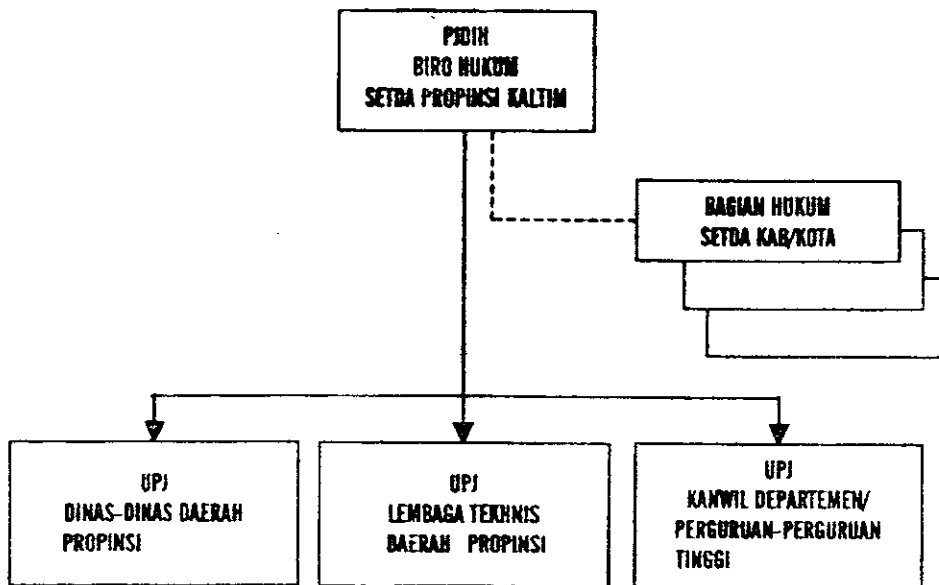 PJDIH
BIRO HUKUM
SETDA PROPINSI KALTIM
BAGIAN HUKUM
SETDA KAB/KOTA
UPJ
DINAS-DINAS DAERAH
PROPINSI
UPJ
LEMBAGA TEKHNIS
DAERAH PROPINSI
UPJ
KANWIL DEPARTEMEN/
PERGURUAN-PERGURUAN
TINGGI